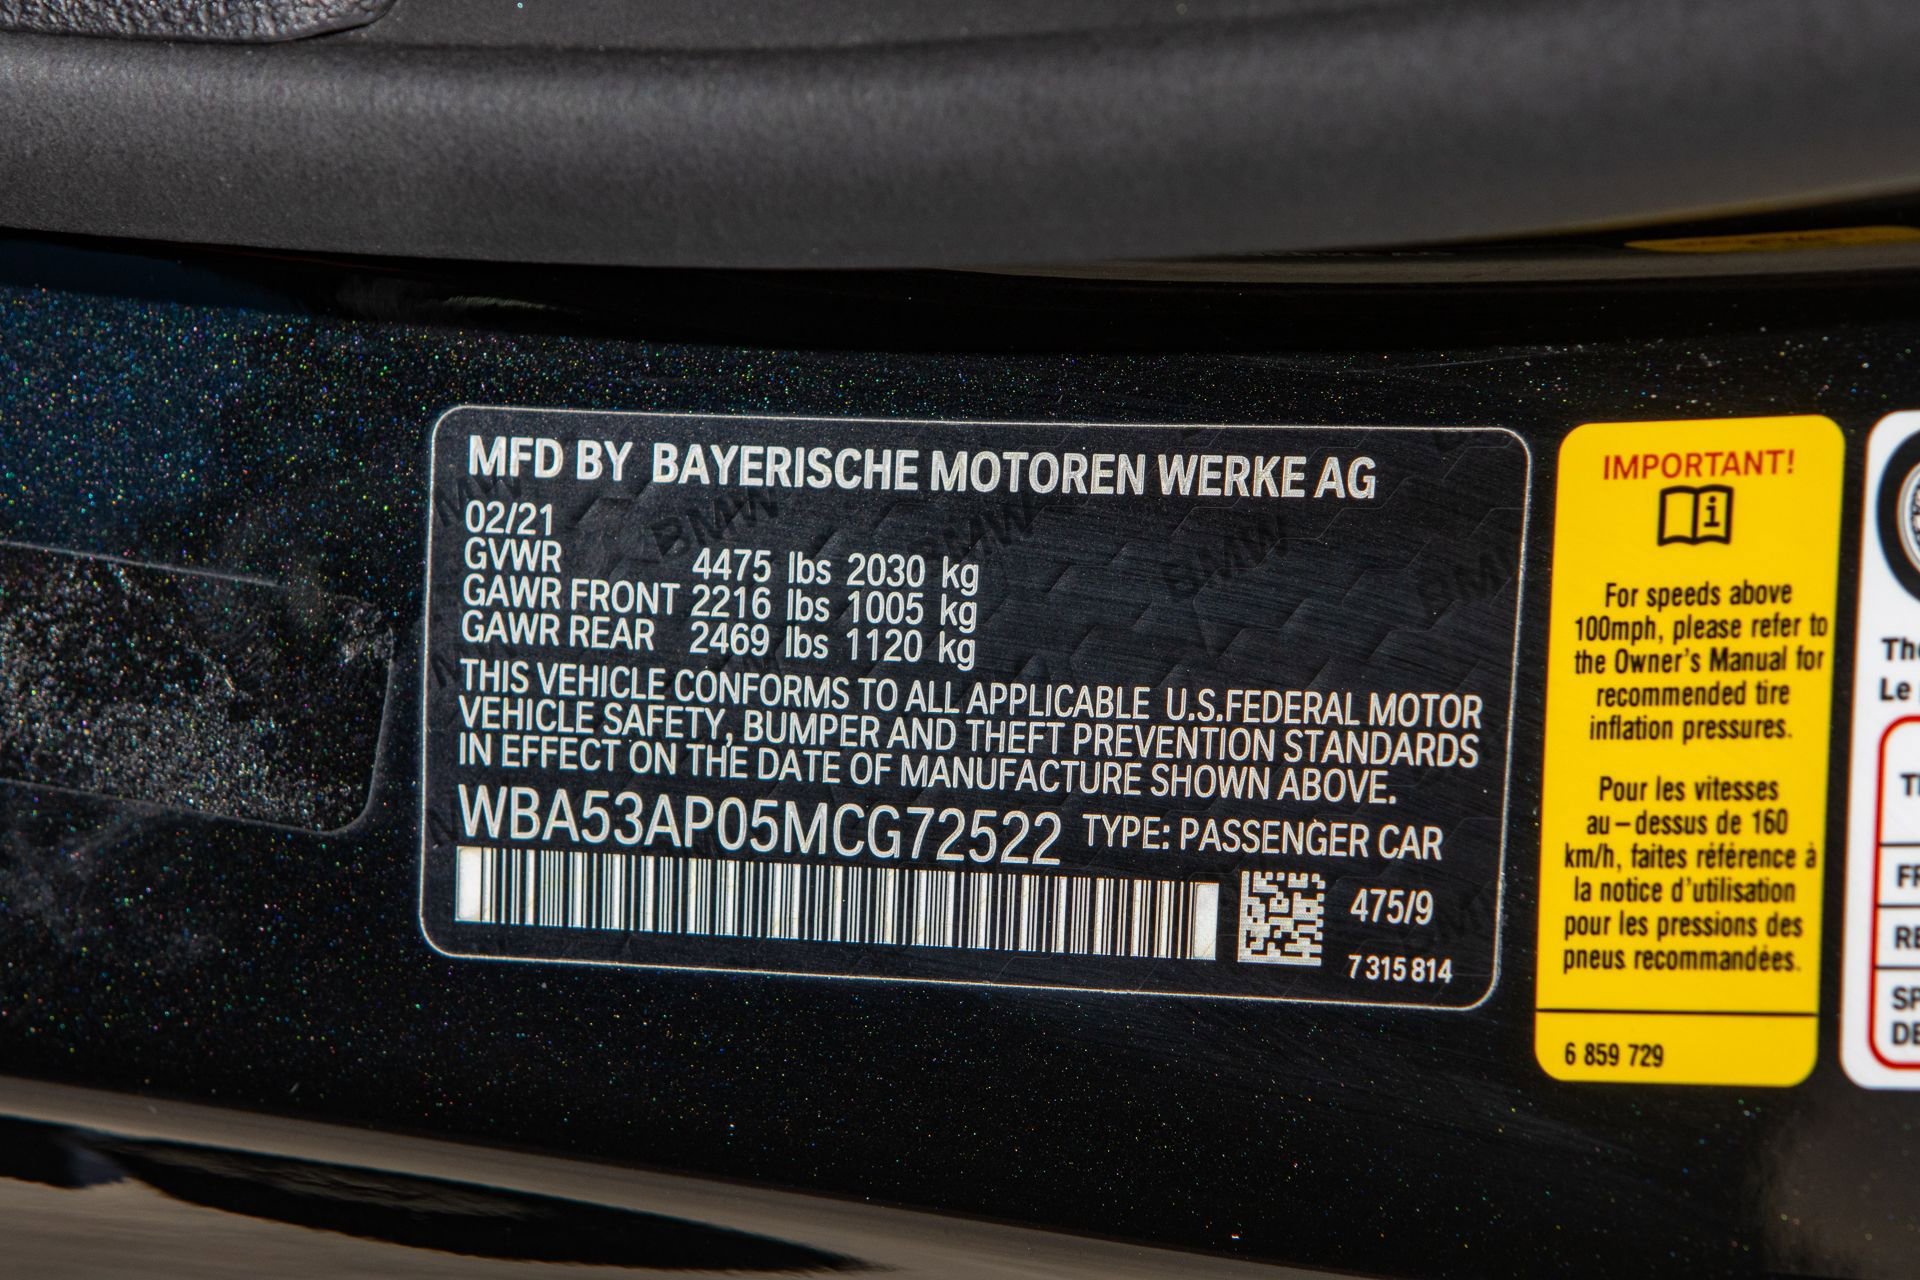 MFD BY BAYERISCHE MOTOREN WERKE AG
02/21
GVWR 4475 lbs 2030 kg
GAWR FRONT 2216 lbs 1005 kg
GAWR REAR 2469 lbs 1120 kg
THIS VEHICLE CONFORMS TO ALL APPLICABLE U.S.FEDERAL MOTOR
VEHICLE SAFETY, BUMPER AND THEFT PREVENTION STANDARDS
IN EFFECT ON THE DATE OF MANUFACTURE SHOWN ABOVE.
WBA53AP05MCG72522 TYPE: PASSENGER CAR
475/9
7 315 814
IMPORTANT!
i
For speeds above
100mph, please refer to
the Owner's Manual for
recommended tire
inflation pressures.
Pour les vitesses
au – dessus de 160
km/h, faites référence à
la notice d'utilisation
pour les pressions des
pneus recommandées.
6 859 729
Le